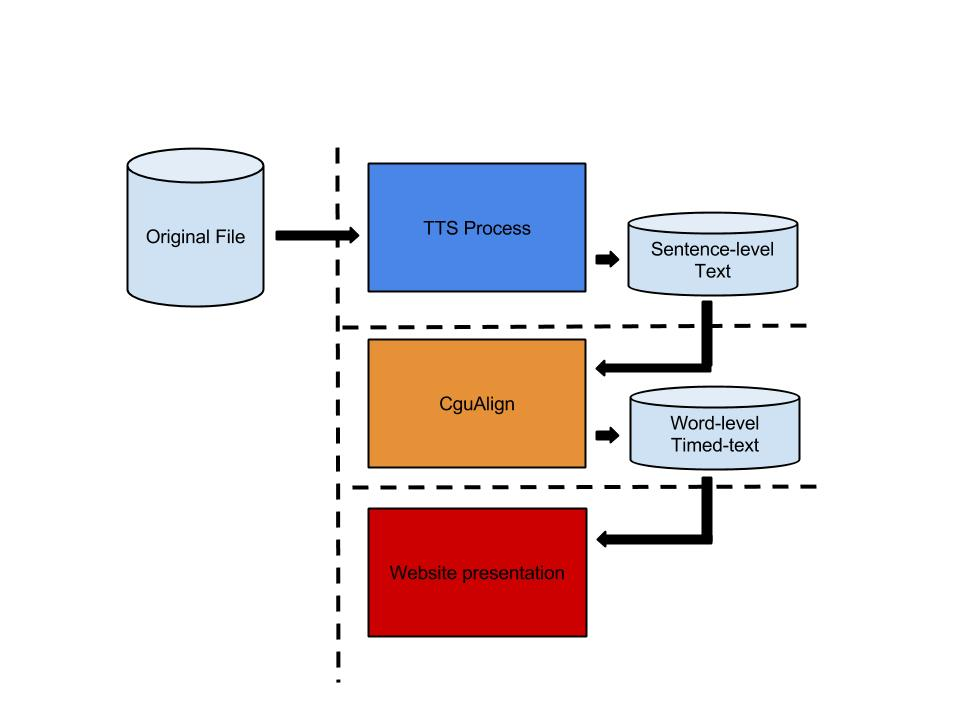 Original File
TTS Process
Sentence-level
Text
CguAlign
Word-level
Timed-text
Website presentation